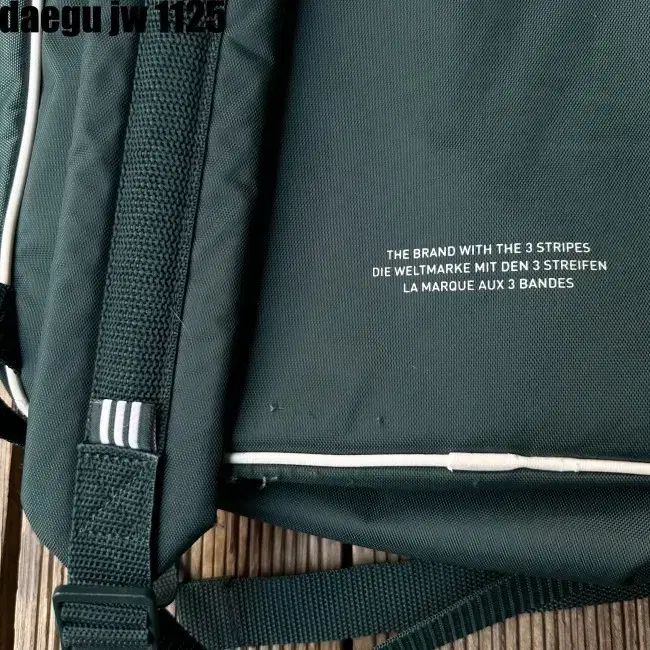 daegu jw 1125
THE BRAND WITH THE 3 STRIPES
DIE WELTMARKE MIT DEN 3 STREIFEN
LA MARQUE AUX 3 BANDES